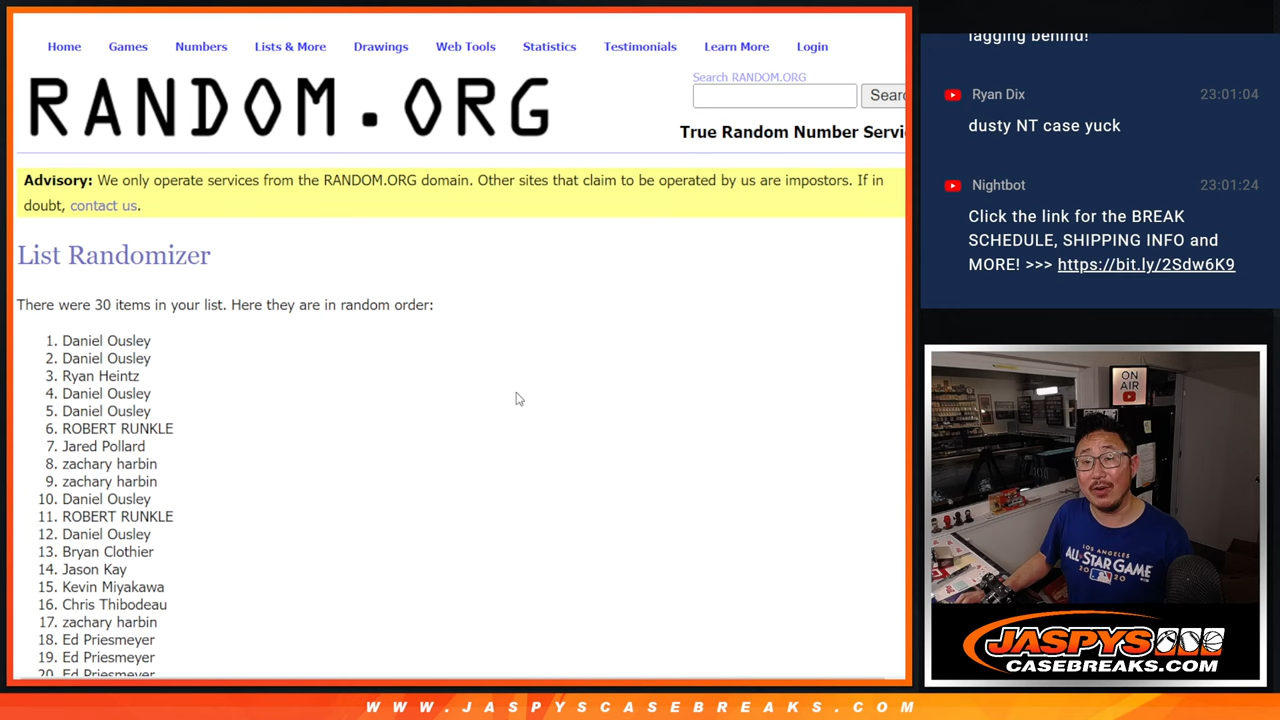 Home Games Numbers Lists & More Drawings Web Tools Statistics Testimonials Learn More Login
RANDOM.ORG
Search RANDOM.ORG
Searc
True Random Number Servi
Advisory: We only operate services from the RANDOM.ORG domain. Other sites that claim to be operated by us are impostors. If in
doubt, contact us.
List Randomizer
There were 30 items in your list. Here they are in random order:
1. Daniel Ousley
2. Daniel Ousley
3. Ryan Heintz
4. Daniel Ousley
5. Daniel Ousley
6. ROBERT RUNKLE
7. Jared Pollard
8. zachary harbin
9. zachary harbin
10. Daniel Ousley
11. ROBERT RUNKLE
12. Daniel Ousley
13. Bryan Clothier
14. Jason Kay
15. Kevin Miyakawa
16. Chris Thibodeau
17. zachary harbin
18. Ed Priesmeyer
19. Ed Priesmeyer
20. Ed Priesmeyer
lagging behind!
Ryan Dix 23:01:04
dusty NT case yuck
Nightbot 23:01:24
Click the link for the BREAK
SCHEDULE, SHIPPING INFO and
MORE! >>> https://bit.ly/2Sdw6K9
ON
AIR
LOS ANGELES
ALL STAR GAME
2020
JASPYS
CASEBREAKS.COM
WWW.JASPYSCASEBREAKS.COM